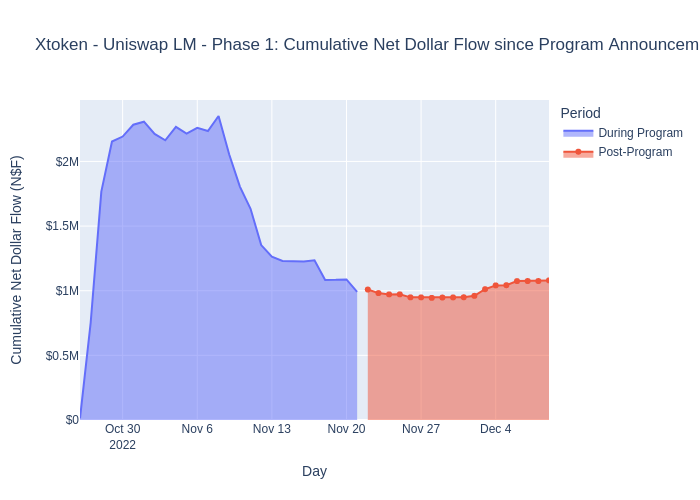 Xtoken - Uniswap LM - Phase 1: Cumulative Net Dollar Flow since Program Announcem
Period
During Program
Post-Program
Cumulative Net Dollar Flow (N$F)
$2M
$1.5M
$1M
$0.5M
$0
Oct 30
2022
Nov 6
Nov 13
Nov 20
Nov 27
Dec 4
Day